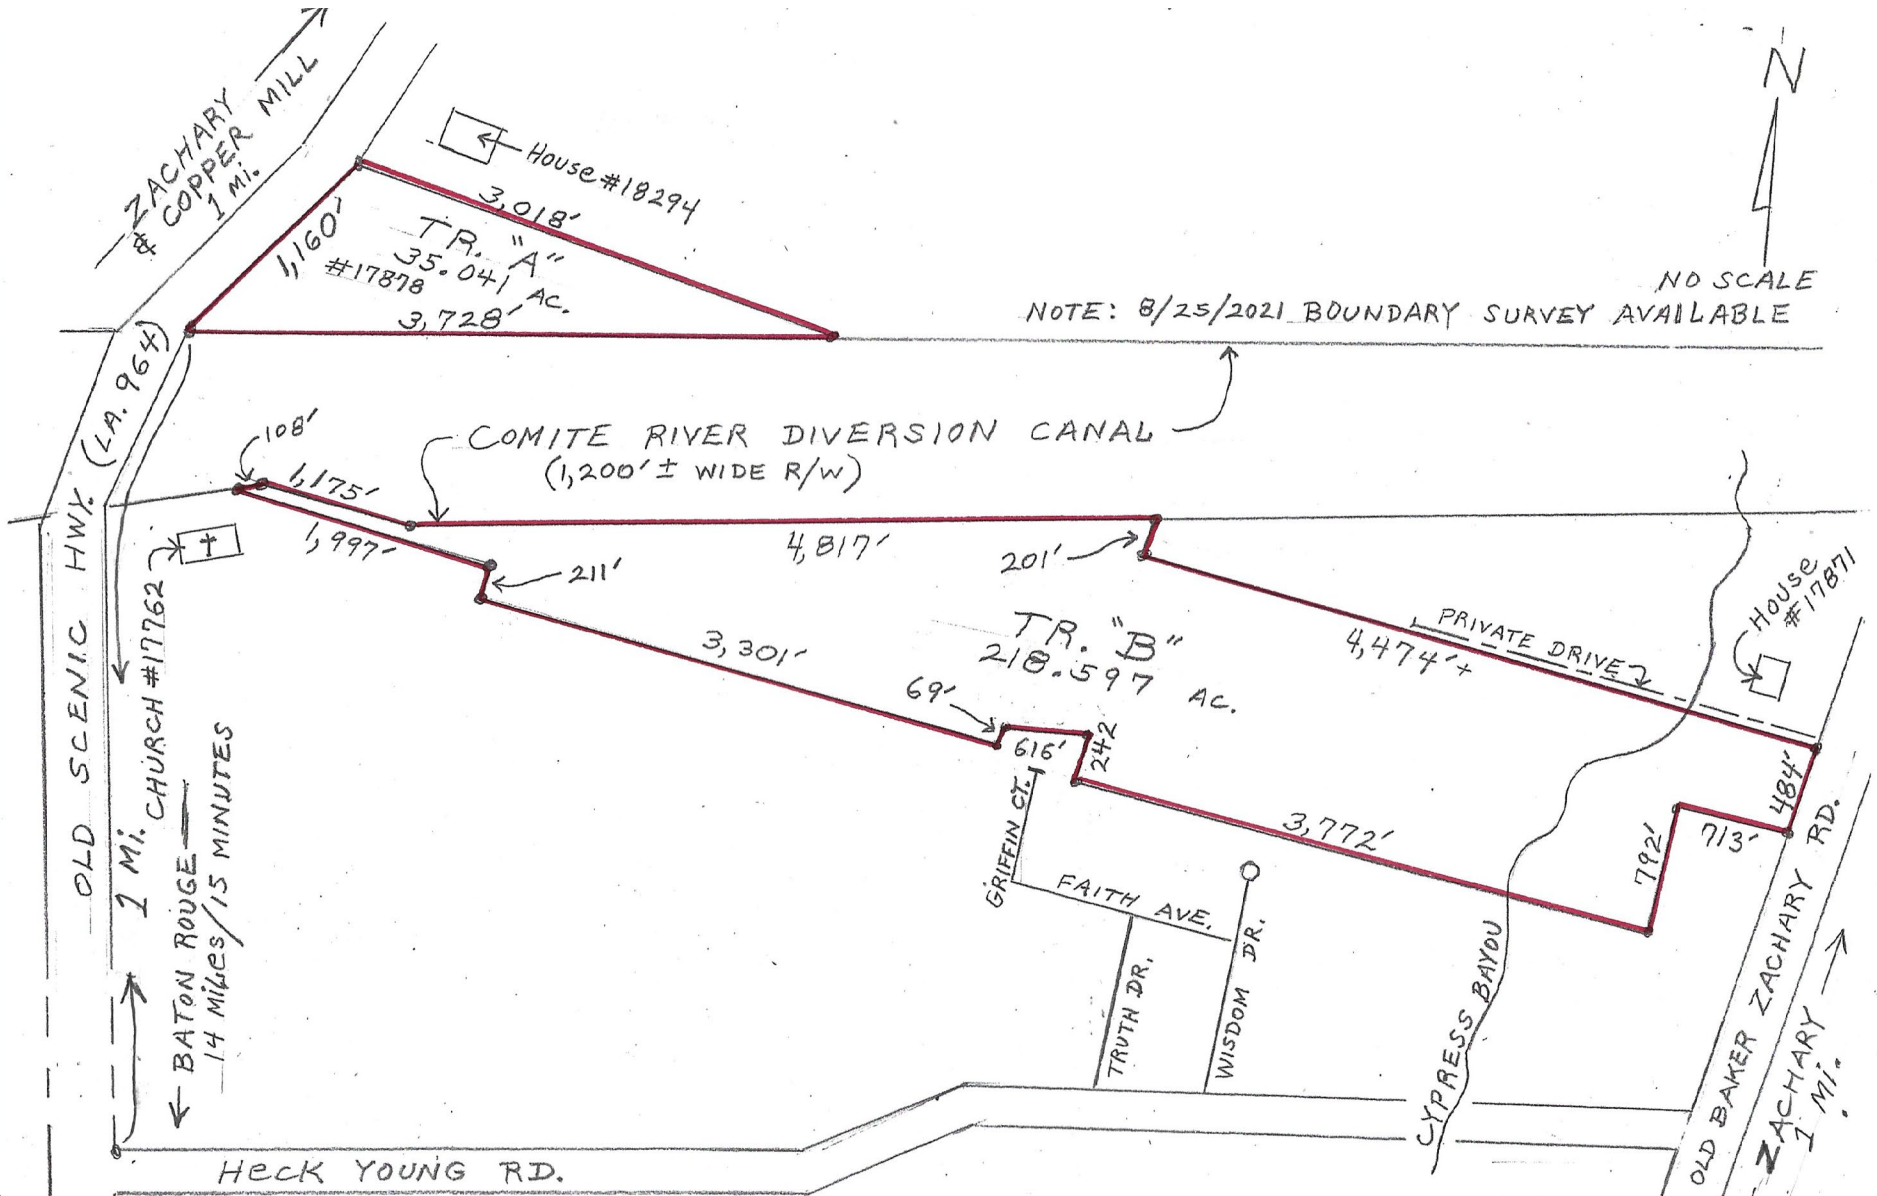 ZACHARY
& COPPER MILL
1 Mi.
N
House #18294
3,018'
1,160'
TR. "A"
35.041 AC.
#17878
3,728'
NO SCALE
NOTE: 8/25/2021 BOUNDARY SURVEY AVAILABLE
(LA. 964)
OLD SCENIC HWY.
108'
1,175'
COMITE RIVER DIVERSION CANAL
(1,200'± WIDE R/W)
1,997'
4,817'
211'
201'
CHURCH #17762
House
#17871
PRIVATE DRIVE
4,474'+
TR. "B"
218.597 AC.
3,301'
69'
616'
242
484'
713'
792'
3,772'
GRIFFIN CT.
FAITH AVE.
TRUTH DR.
WISDOM DR.
CYPRESS BAYOU
1 Mi.
BATON ROUGE
14 Miles/15 MINUTES
OLD BAKER ZACHARY RD.
ZACHARY
1 Mi.
HECK YOUNG RD.